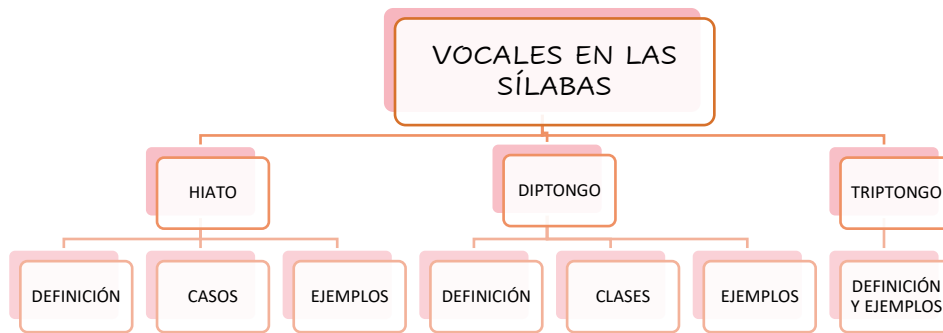 VOCALES EN LAS
SÍLABAS
HIATO
DIPTONGO
TRIPTONGO
DEFINICIÓN
CASOS
EJEMPLOS
DEFINICIÓN
CLASES
EJEMPLOS
DEFINICIÓN
Y EJEMPLOS